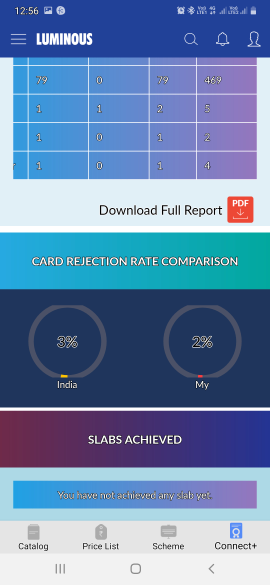 12:56
LUMINOUS
79 0 79 469
1 1 2 5
1 0 1 2
1 0 1 4
Download Full Report PDF
CARD REJECTION RATE COMPARISON
3% 2%
India My
SLABS ACHIEVED
You have not achieved any slab yet.
Catalog Price List Scheme Connect+